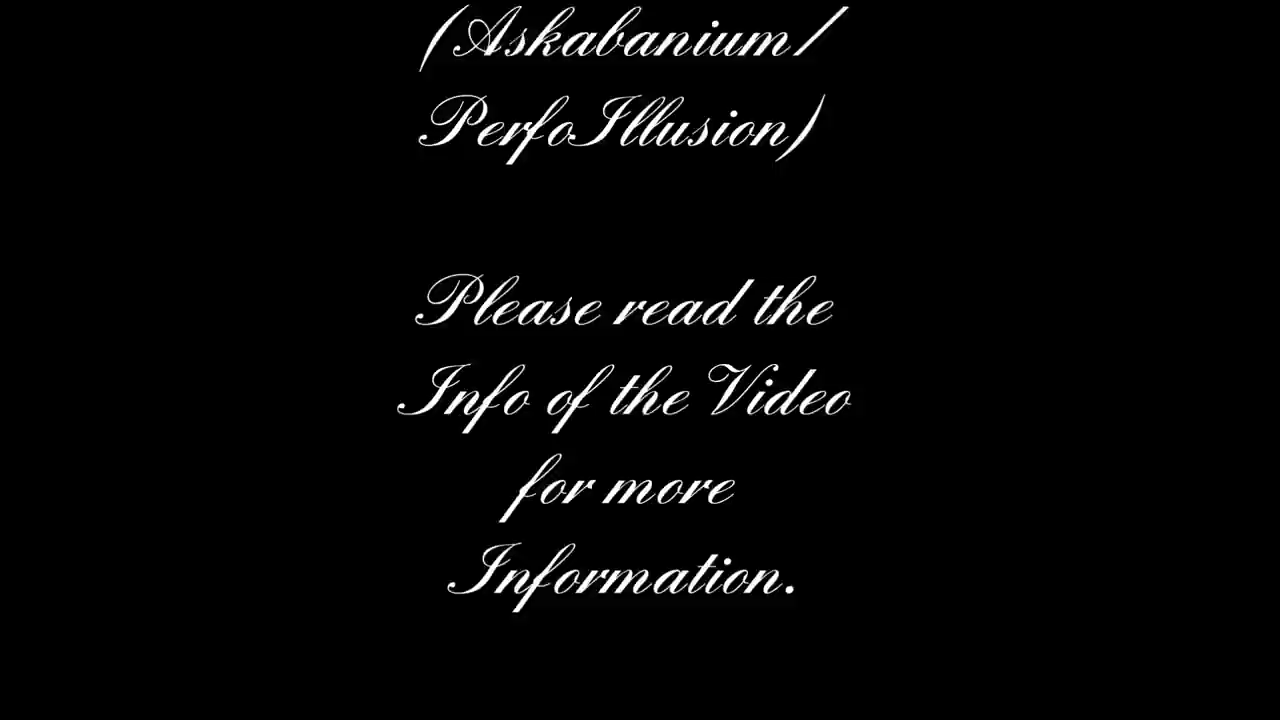 (Askabanium/
PerfoIllusion)
Please read the
Info of the Video
for more
Information.